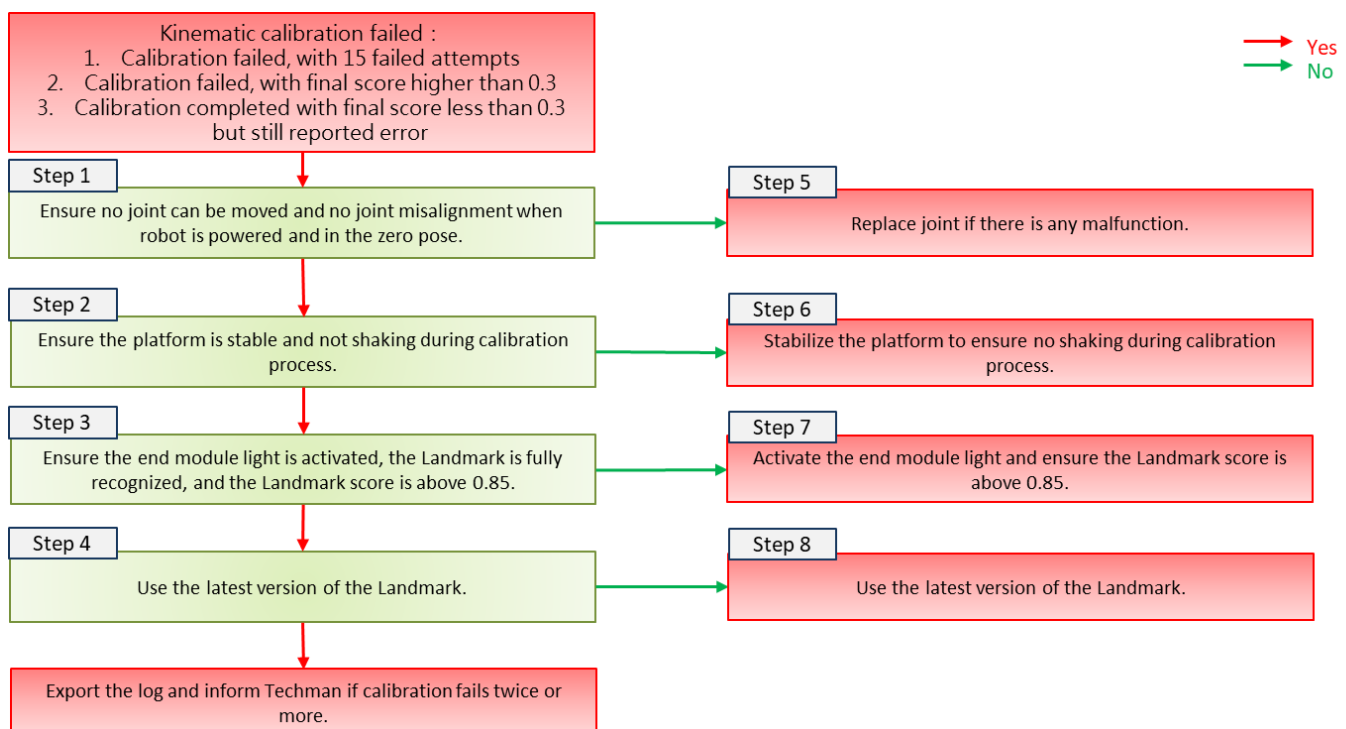 Kinematic calibration failed：
1. Calibration failed, with 15 failed attempts
2. Calibration failed, with final score higher than 0.3
3. Calibration completed with final score less than 0.3
but still reported error
Yes
No
Step 1
Ensure no joint can be moved and no joint misalignment when
robot is powered and in the zero pose.
Step 5
Replace joint if there is any malfunction.
Step 2
Ensure the platform is stable and not shaking during calibration
process.
Step 6
Stabilize the platform to ensure no shaking during calibration
process.
Step 3
Ensure the end module light is activated, the Landmark is fully
recognized, and the Landmark score is above 0.85.
Step 7
Activate the end module light and ensure the Landmark score is
above 0.85.
Step 4
Use the latest version of the Landmark.
Step 8
Use the latest version of the Landmark.
Export the log and inform Techman if calibration fails twice or
more.